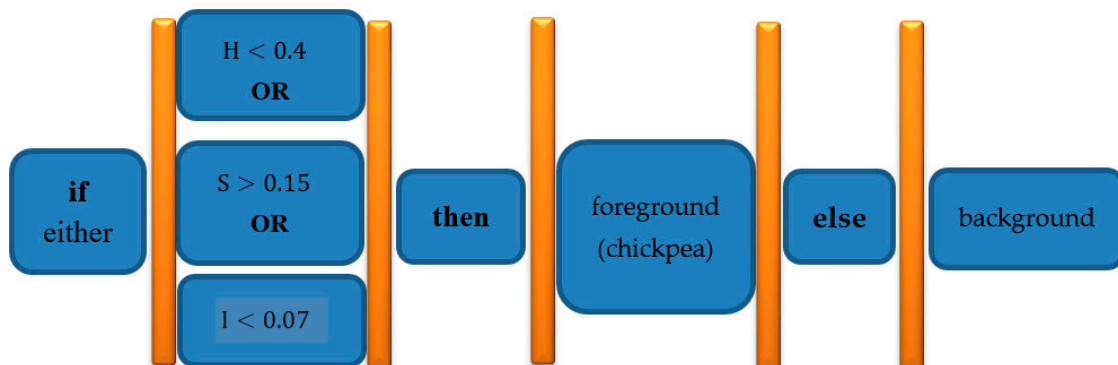 if
either
H < 0.4
OR
S > 0.15
OR
I < 0.07
then
foreground
(chickpea)
else
background